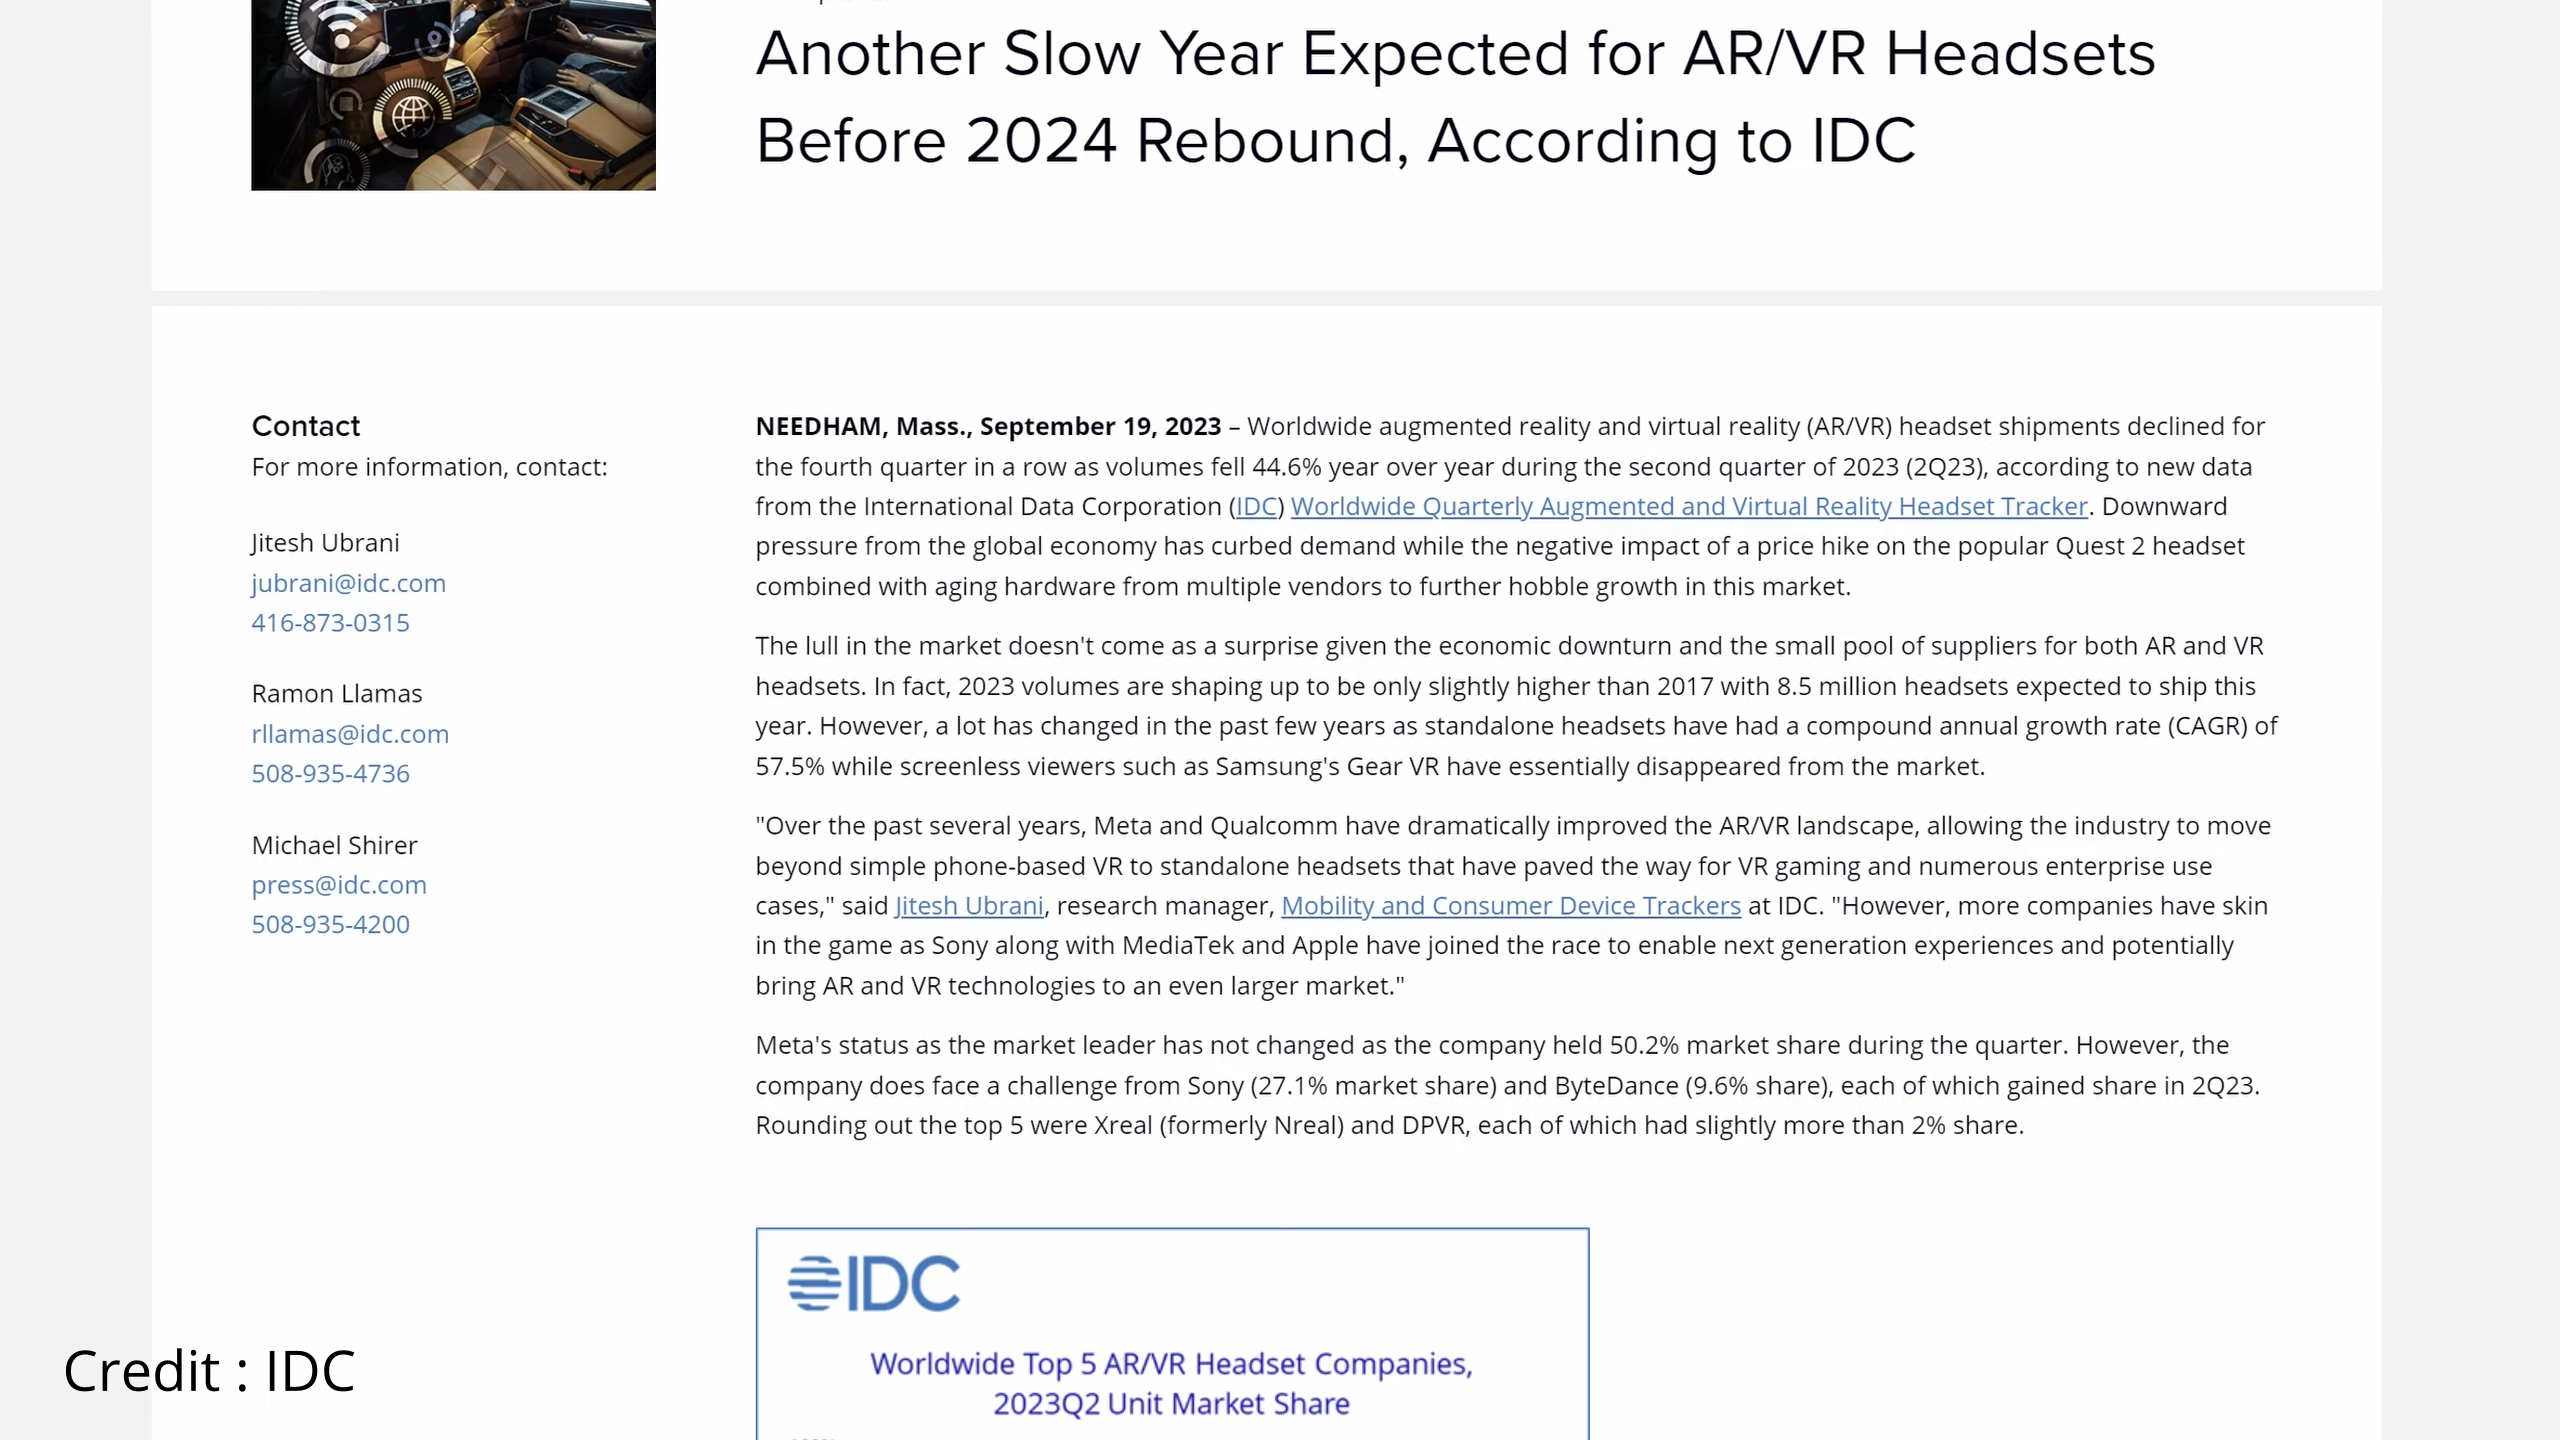 Another Slow Year Expected for AR/VR Headsets
Before 2024 Rebound, According to IDC
Contact
For more information, contact:
Jitesh Ubrani
jubrani@idc.com
416-873-0315
Ramon Llamas
rllamas@idc.com
508-935-4736
Michael Shirer
press@idc.com
508-935-4200
NEEDHAM, Mass., September 19, 2023 – Worldwide augmented reality and virtual reality (AR/VR) headset shipments declined for
the fourth quarter in a row as volumes fell 44.6% year over year during the second quarter of 2023 (2Q23), according to new data
from the International Data Corporation (IDC) Worldwide Quarterly Augmented and Virtual Reality Headset Tracker. Downward
pressure from the global economy has curbed demand while the negative impact of a price hike on the popular Quest 2 headset
combined with aging hardware from multiple vendors to further hobble growth in this market.
The lull in the market doesn't come as a surprise given the economic downturn and the small pool of suppliers for both AR and VR
headsets. In fact, 2023 volumes are shaping up to be only slightly higher than 2017 with 8.5 million headsets expected to ship this
year. However, a lot has changed in the past few years as standalone headsets have had a compound annual growth rate (CAGR) of
57.5% while screenless viewers such as Samsung's Gear VR have essentially disappeared from the market.
"Over the past several years, Meta and Qualcomm have dramatically improved the AR/VR landscape, allowing the industry to move
beyond simple phone-based VR to standalone headsets that have paved the way for VR gaming and numerous enterprise use
cases," said Jitesh Ubrani, research manager, Mobility and Consumer Device Trackers at IDC. "However, more companies have skin
in the game as Sony along with MediaTek and Apple have joined the race to enable next generation experiences and potentially
bring AR and VR technologies to an even larger market."
Meta's status as the market leader has not changed as the company held 50.2% market share during the quarter. However, the
company does face a challenge from Sony (27.1% market share) and ByteDance (9.6% share), each of which gained share in 2Q23.
Rounding out the top 5 were Xreal (formerly Nreal) and DPVR, each of which had slightly more than 2% share.
IDC
Worldwide Top 5 AR/VR Headset Companies,
2023Q2 Unit Market Share
Credit : IDC